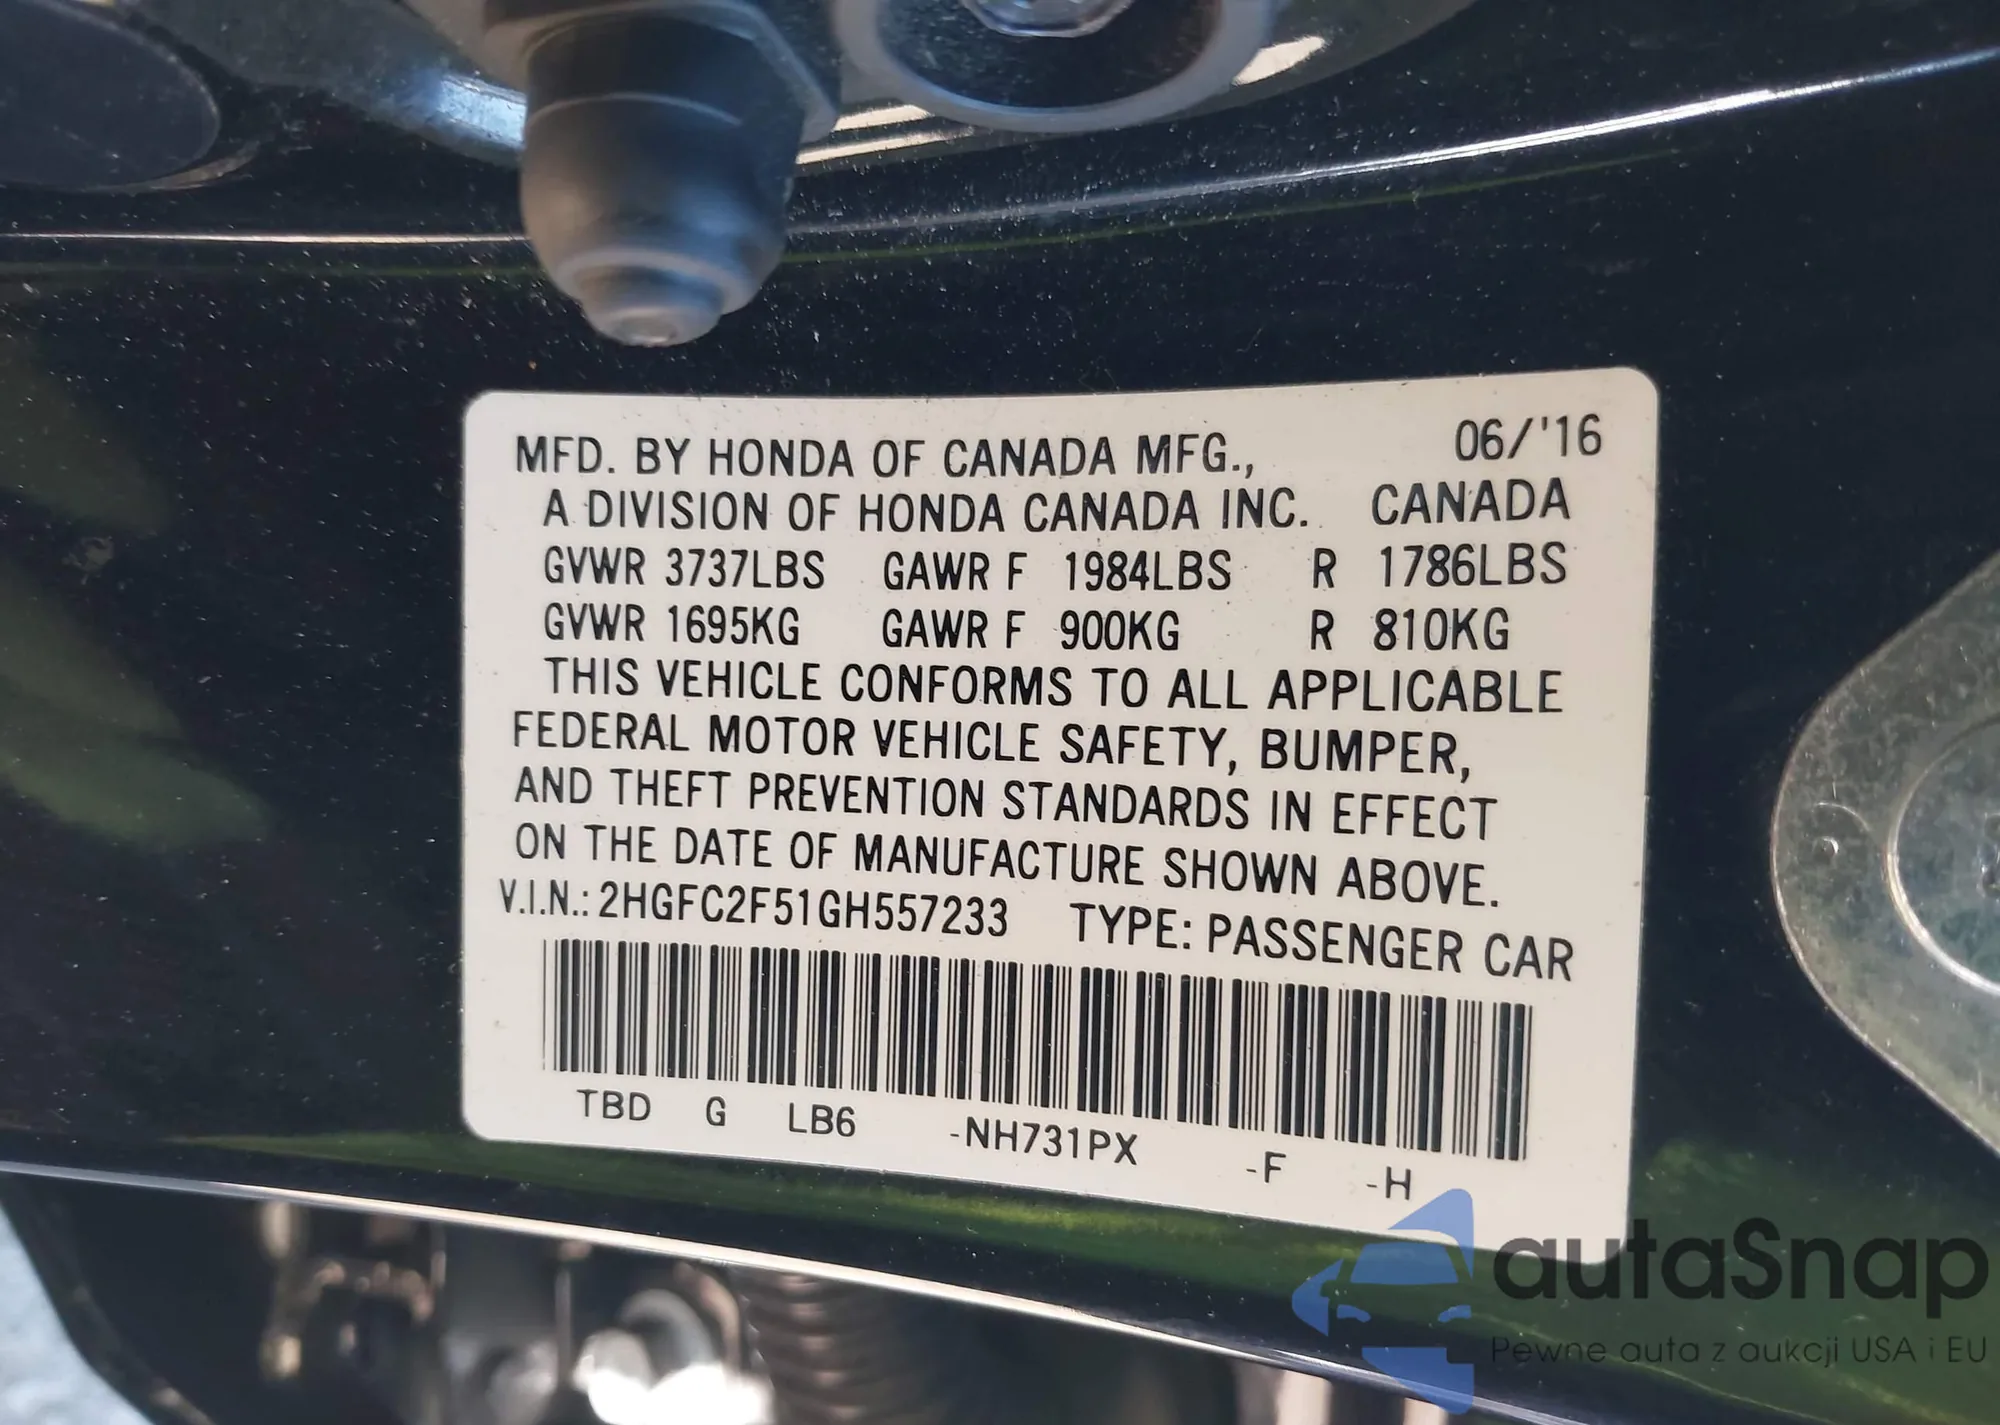 MFD. BY HONDA OF CANADA MFG., 06/'16
A DIVISION OF HONDA CANADA INC. CANADA
GVWR 3737LBS GAWR F 1984LBS R 1786LBS
GVWR 1695KG GAWR F 900KG R 810KG
THIS VEHICLE CONFORMS TO ALL APPLICABLE
FEDERAL MOTOR VEHICLE SAFETY, BUMPER,
AND THEFT PREVENTION STANDARDS IN EFFECT
ON THE DATE OF MANUFACTURE SHOWN ABOVE.
V.I.N.: 2HGFC2F51GH557233 TYPE: PASSENGER CAR
TBD G LB6 -NH731PX -F -H
autaSnap
Pewne auta z aukcji USA i EU